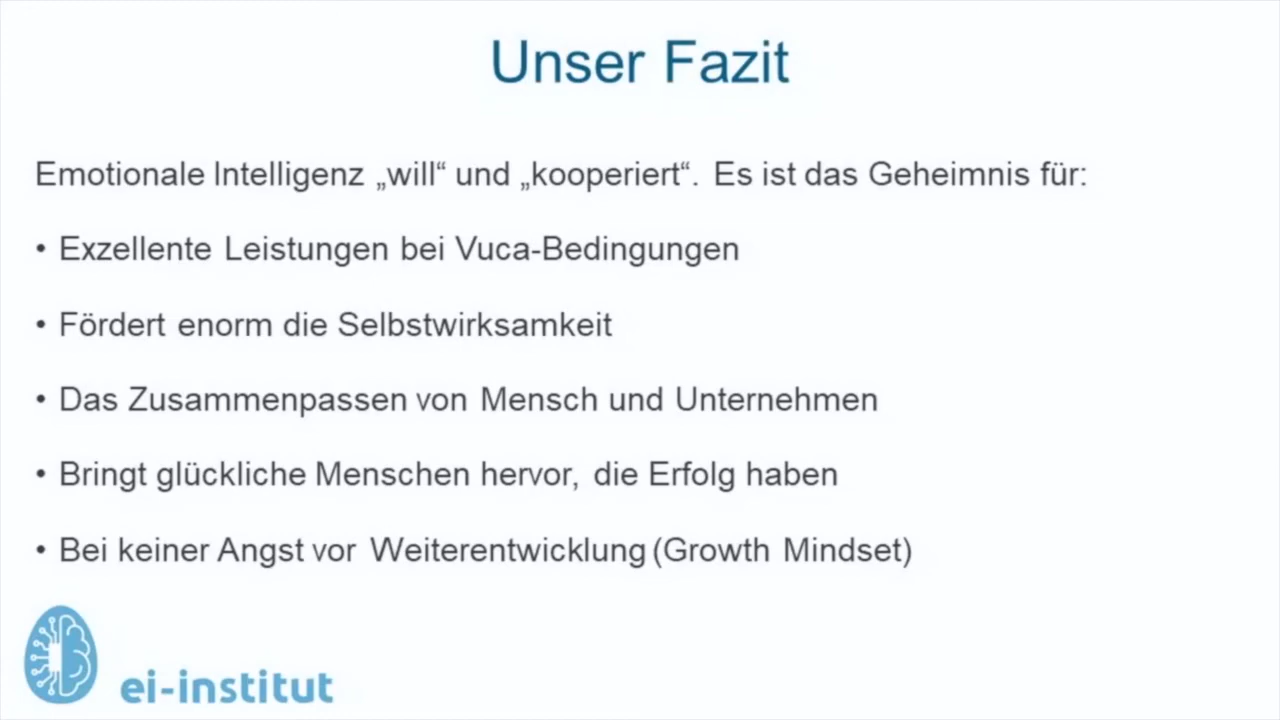 Unser Fazit
Emotionale Intelligenz „will“ und „kooperiert“. Es ist das Geheimnis für:
• Exzellente Leistungen bei Vuca-Bedingungen
• Fördert enorm die Selbstwirksamkeit
• Das Zusammenpassen von Mensch und Unternehmen
• Bringt glückliche Menschen hervor, die Erfolg haben
• Bei keiner Angst vor Weiterentwicklung (Growth Mindset)
ei-institut